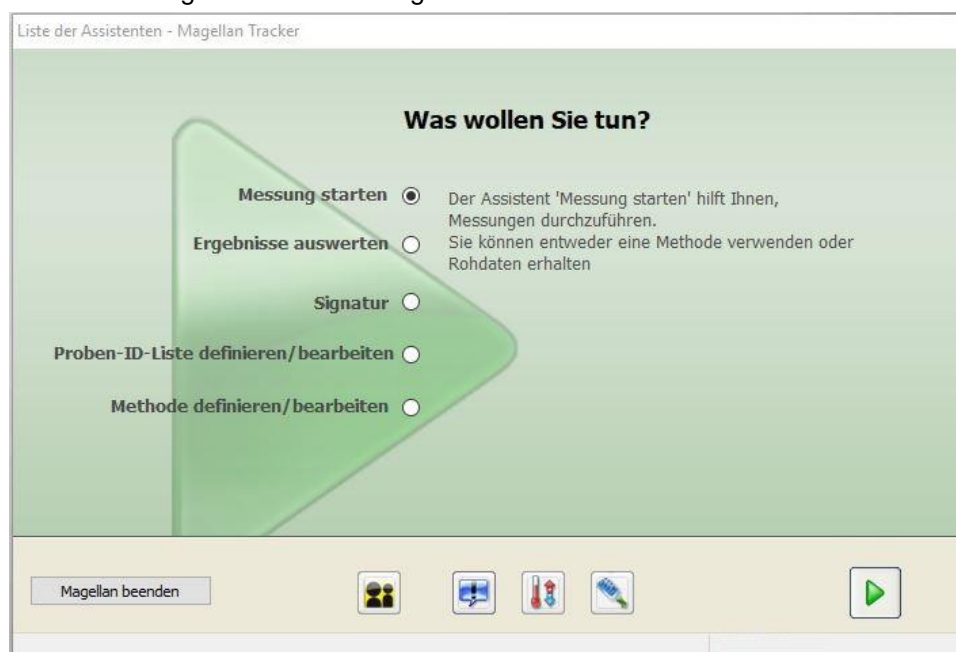 Liste der Assistenten - Magellan Tracker
Was wollen Sie tun?
Messung starten
Der Assistent 'Messung starten' hilft Ihnen,
Messungen durchzuführen.
Sie können entweder eine Methode verwenden oder
Rohdaten erhalten
Ergebnisse auswerten
Signatur
Proben-ID-Liste definieren/bearbeiten
Methode definieren/bearbeiten
Magellan beenden